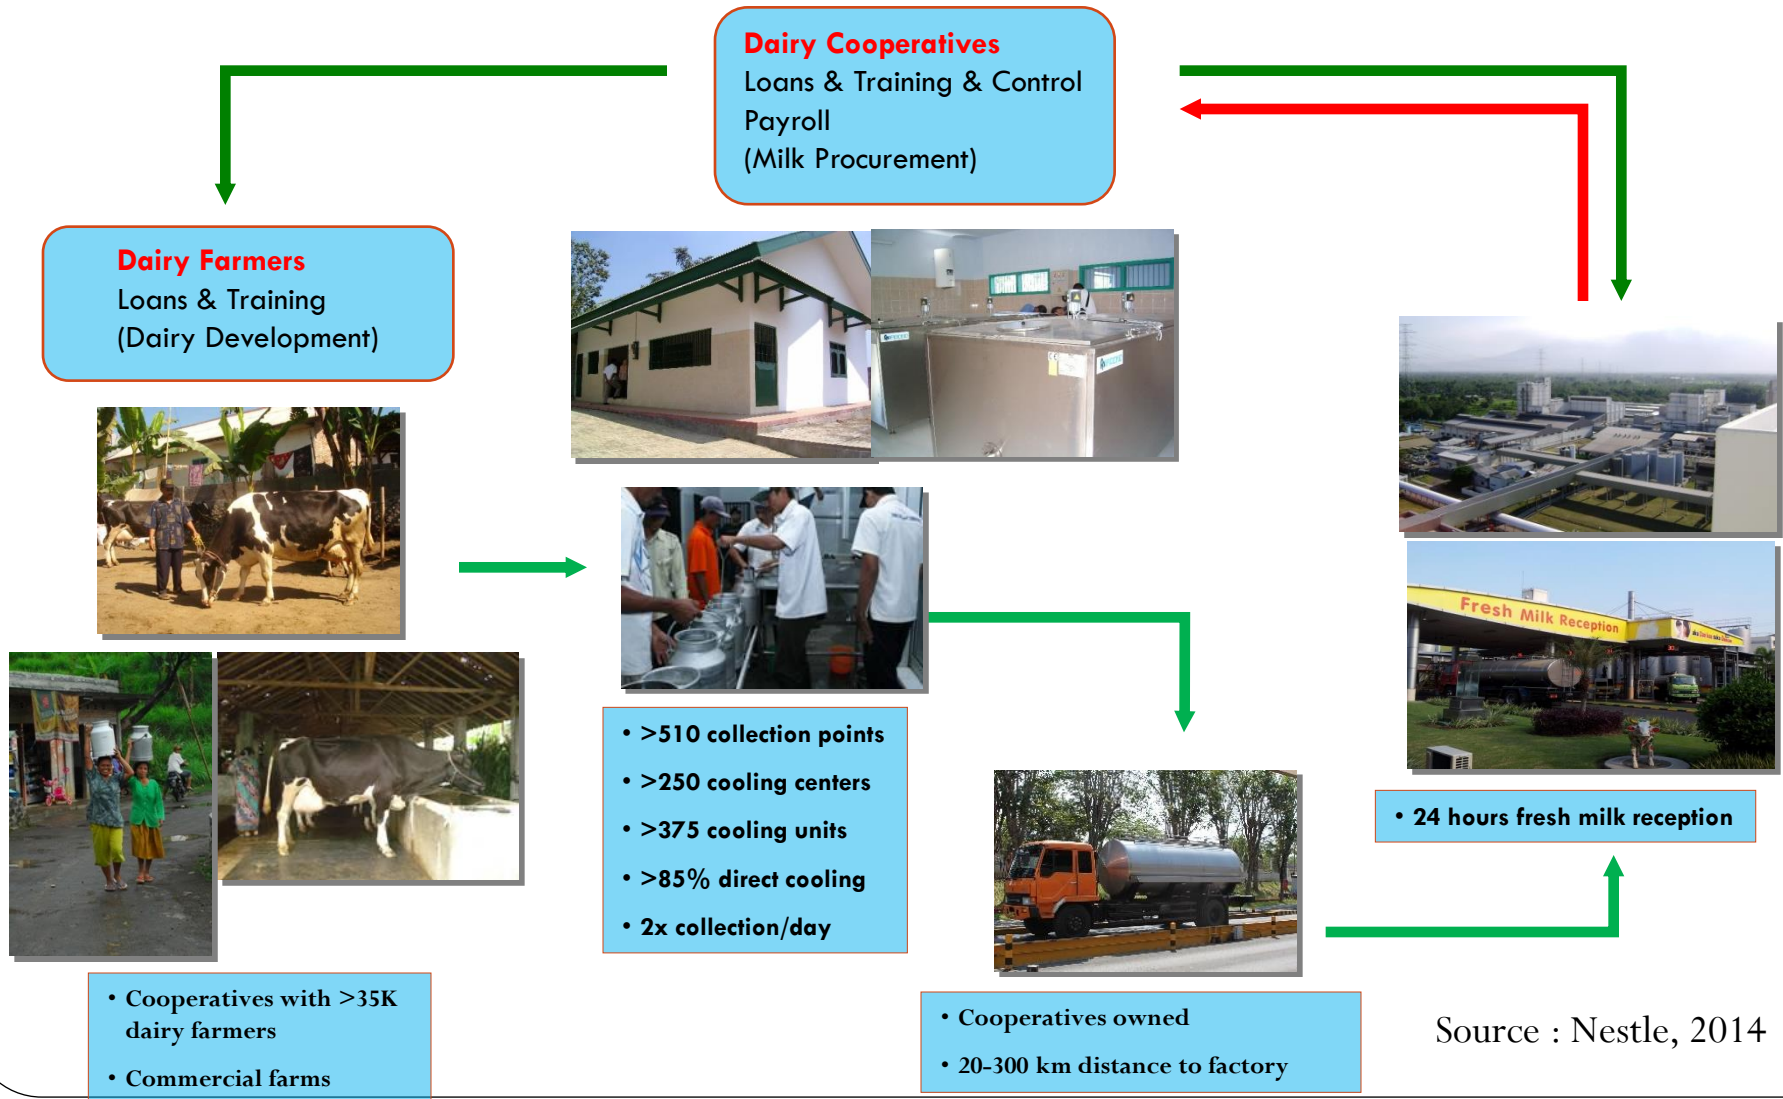 Dairy Cooperatives
Loans & Training & Control
Payroll
(Milk Procurement)
Dairy Farmers
Loans & Training
(Dairy Development)
Fresh Milk Reception
• >510 collection points
• >250 cooling centers
• >375 cooling units
• >85% direct cooling
• 2x collection/day
• 24 hours fresh milk reception
• Cooperatives with >35K
dairy farmers
• Commercial farms
• Cooperatives owned
• 20-300 km distance to factory
Source : Nestle, 2014